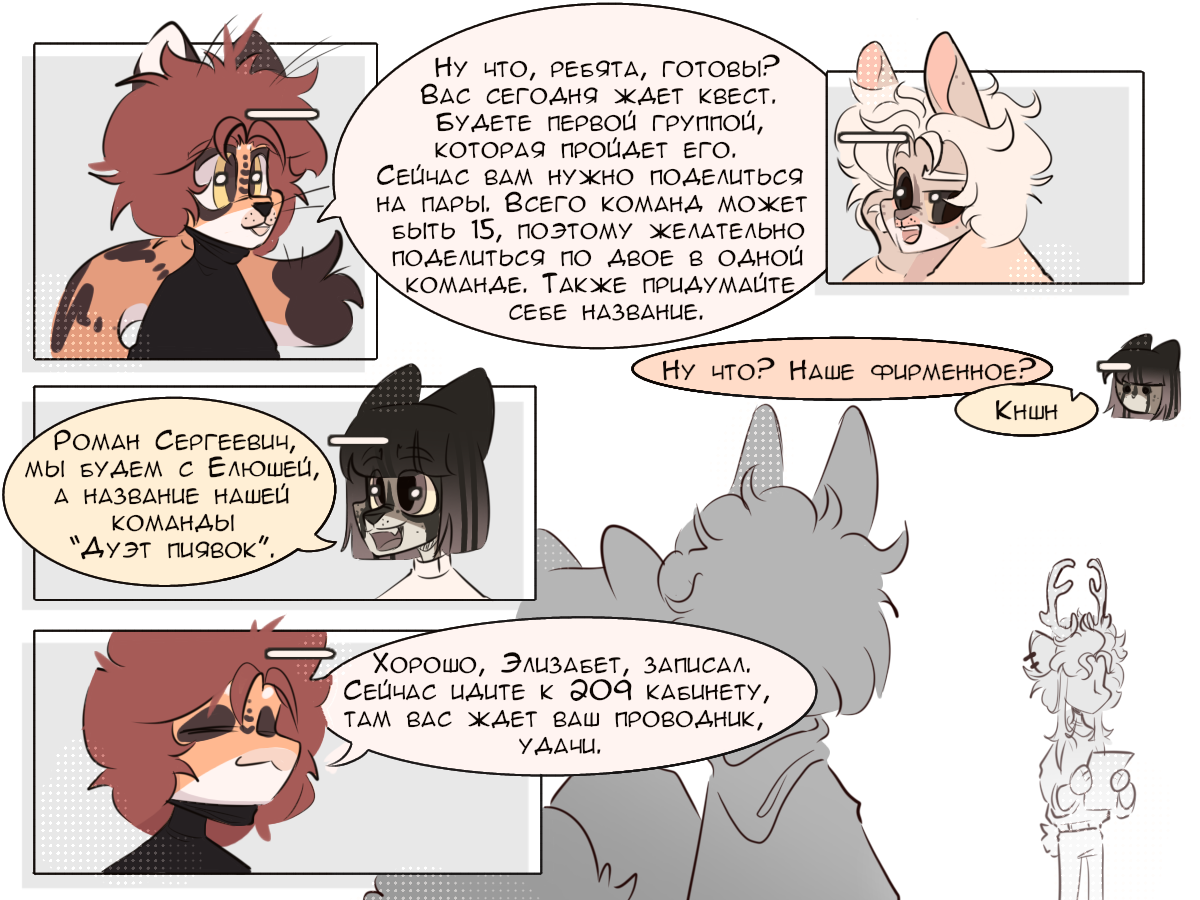 Ну что, ребята, готовы?
Вас сегодня ждет квест.
Будете первой группой,
которая пройдет его.
Сейчас вам нужно поделиться
на пары. Всего команд может
быть 15, поэтому желательно
поделиться по двое в одной
команде. Также придумайте
себе название.
Ну что? Наше фирменное?
Кншн
Роман Сергеевич,
мы будем с Елюшей,
а название нашей
команды
"Дуэт пиявок".
Хорошо, Элизабет, записал.
Сейчас идите к 209 кабинету,
там вас ждет ваш проводник,
удачи.